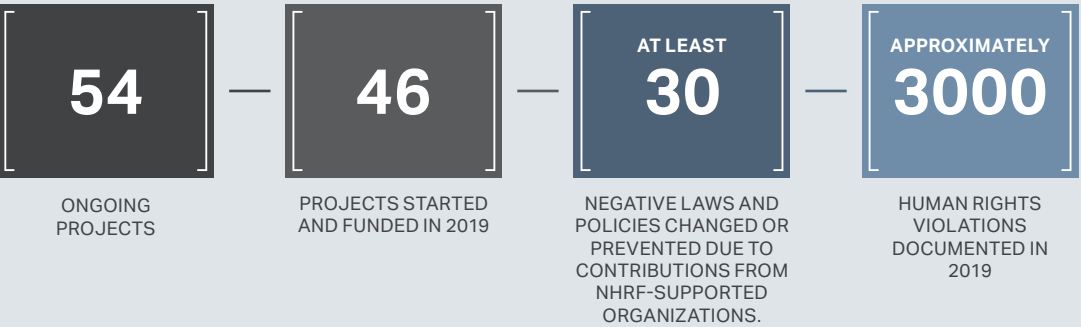 54
ONGOING
PROJECTS
46
PROJECTS STARTED
AND FUNDED IN 2019
AT LEAST
30
NEGATIVE LAWS AND
POLICIES CHANGED OR
PREVENTED DUE TO
CONTRIBUTIONS FROM
NHRF-SUPPORTED
ORGANIZATIONS.
APPROXIMATELY
3000
HUMAN RIGHTS
VIOLATIONS
DOCUMENTED IN
2019